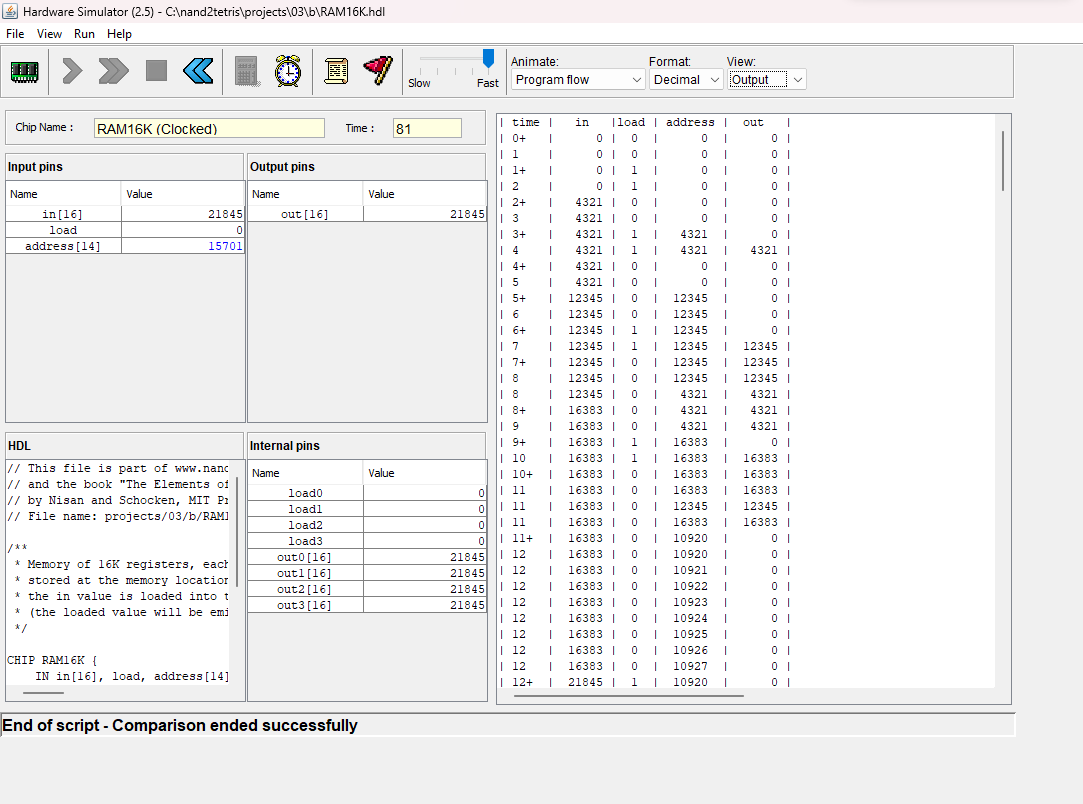 Hardware Simulator (2.5) - C:\nand2tetris\projects\03\b\RAM16K.hdl
File View Run Help
Slow Fast
Animate: Format: View:
Program flow Decimal Output
Chip Name : RAM16K (Clocked) Time : 81
Input pins
Name Value
in[16] 21845
load 0
address[14] 15701
Output pins
Name Value
out[16] 21845
HDL
// This file is part of www.nand
// and the book "The Elements of
// by Nisan and Schocken, MIT Pr
// File name: projects/03/b/RAM1
/**
* Memory of 16K registers, each
* stored at the memory location
* the in value is loaded into t
* (the loaded value will be emi
*/
CHIP RAM16K {
IN in[16], load, address[14]
Internal pins
Name Value
load0 0
load1 0
load2 0
load3 0
out0[16] 21845
out1[16] 21845
out2[16] 21845
out3[16] 21845
| time | in |load | address | out |
| 0+ | 0 | 0 | 0 | 0 |
| 1 | 0 | 0 | 0 | 0 |
| 1+ | 0 | 1 | 0 | 0 |
| 2 | 0 | 1 | 0 | 0 |
| 2+ | 4321 | 0 | 0 | 0 |
| 3 | 4321 | 0 | 0 | 0 |
| 3+ | 4321 | 1 | 4321 | 0 |
| 4 | 4321 | 1 | 4321 | 4321 |
| 4+ | 4321 | 0 | 0 | 0 |
| 5 | 4321 | 0 | 0 | 0 |
| 5+ | 12345 | 0 | 12345 | 0 |
| 6 | 12345 | 0 | 12345 | 0 |
| 6+ | 12345 | 1 | 12345 | 0 |
| 7 | 12345 | 1 | 12345 | 12345 |
| 7+ | 12345 | 0 | 12345 | 12345 |
| 8 | 12345 | 0 | 12345 | 12345 |
| 8 | 12345 | 0 | 4321 | 4321 |
| 8+ | 16383 | 0 | 4321 | 4321 |
| 9 | 16383 | 0 | 4321 | 4321 |
| 9+ | 16383 | 1 | 16383 | 0 |
| 10 | 16383 | 1 | 16383 | 16383 |
| 10+ | 16383 | 0 | 16383 | 16383 |
| 11 | 16383 | 0 | 16383 | 16383 |
| 11 | 16383 | 0 | 12345 | 12345 |
| 11 | 16383 | 0 | 16383 | 16383 |
| 11+ | 16383 | 0 | 10920 | 0 |
| 12 | 16383 | 0 | 10920 | 0 |
| 12 | 16383 | 0 | 10921 | 0 |
| 12 | 16383 | 0 | 10922 | 0 |
| 12 | 16383 | 0 | 10923 | 0 |
| 12 | 16383 | 0 | 10924 | 0 |
| 12 | 16383 | 0 | 10925 | 0 |
| 12 | 16383 | 0 | 10926 | 0 |
| 12 | 16383 | 0 | 10927 | 0 |
| 12+ | 21845 | 1 | 10920 | 0 |
End of script - Comparison ended successfully